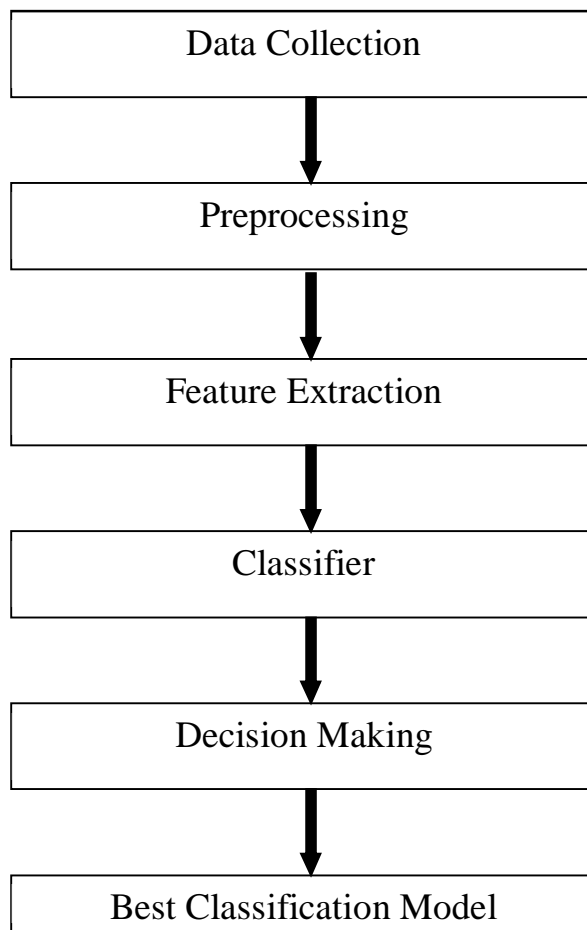 Data Collection
Preprocessing
Feature Extraction
Classifier
Decision Making
Best Classification Model